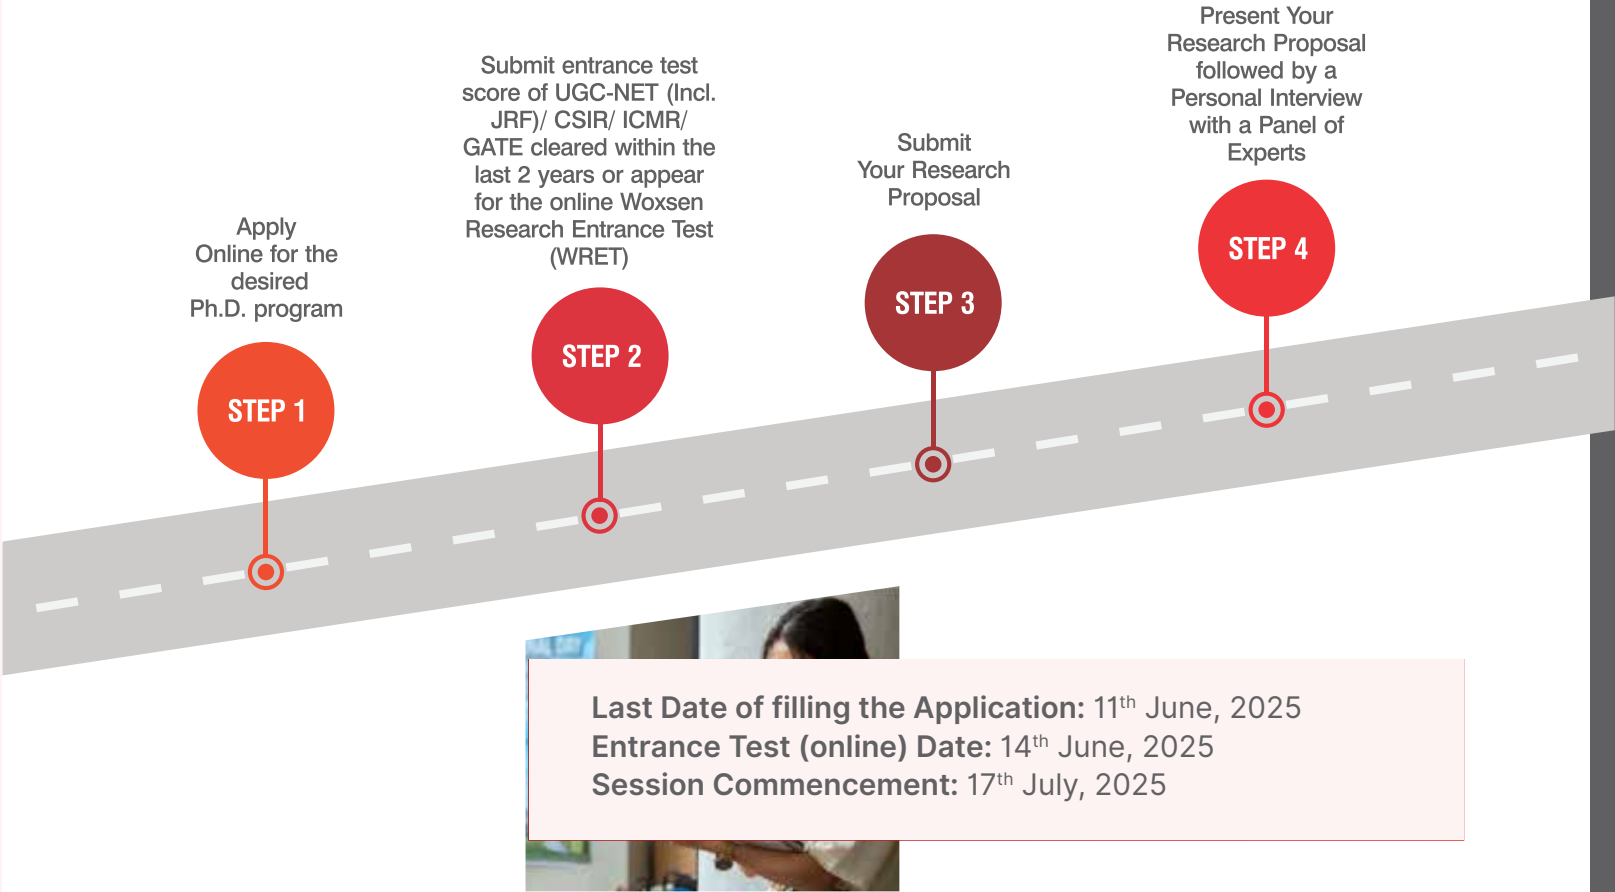 Apply
Online for the
desired
Ph.D. program
STEP 1
Submit entrance test
score of UGC-NET (Incl.
JRF)/ CSIR/ ICMR/
GATE cleared within the
last 2 years or appear
for the online Woxsen
Research Entrance Test
(WRET)
STEP 2
Submit
Your Research
Proposal
STEP 3
Present Your
Research Proposal
followed by a
Personal Interview
with a Panel of
Experts
STEP 4
Last Date of filling the Application: 11th June, 2025
Entrance Test (online) Date: 14th June, 2025
Session Commencement: 17th July, 2025